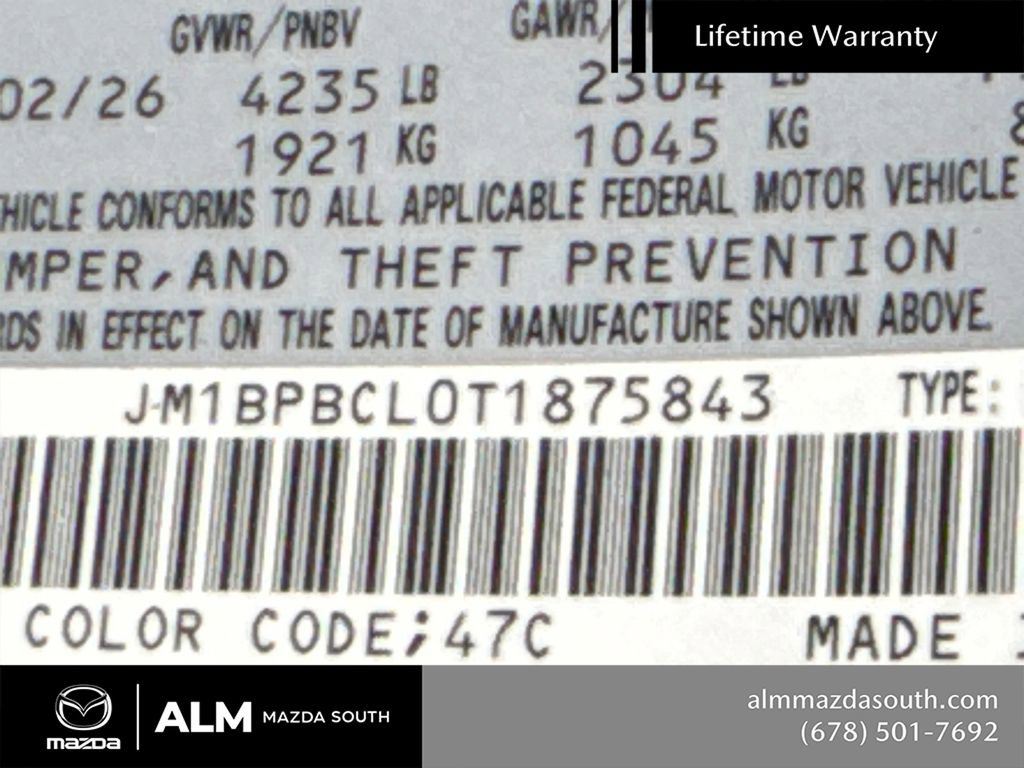 GVWR/PNBV GAWR/
Lifetime Warranty
02/26 4235 LB 2304 LB
1921 KG 1045 KG 8
HICLE CONFORMS TO ALL APPLICABLE FEDERAL MOTOR VEHICLE
MPER, AND THEFT PREVENTION
RDS IN EFFECT ON THE DATE OF MANUFACTURE SHOWN ABOVE.
JM1BPBCL0T1875843 TYPE:
COLOR CODE;47C MADE
mazda
ALM MAZDA SOUTH
almmazdasouth.com
(678) 501-7692